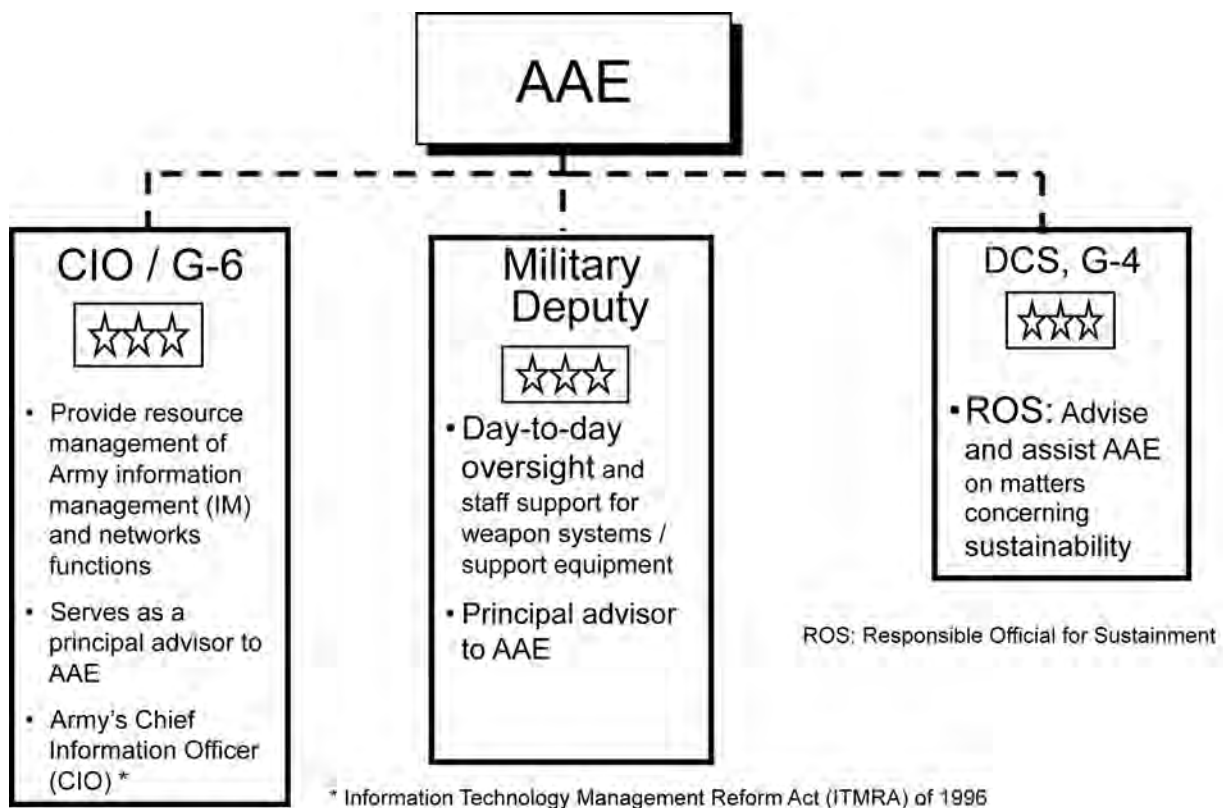 AAE
CIO / G-6
• Provide resource
management of
Army information
management (IM)
and networks
functions
• Serves as a
principal advisor to
AAE
• Army's Chief
Information Officer
(CIO) *
Military
Deputy
• Day-to-day
oversight and
staff support for
weapon systems /
support equipment
• Principal advisor
to AAE
DCS, G-4
• ROS: Advise
and assist AAE
on matters
concerning
sustainability
ROS: Responsible Official for Sustainment
* Information Technology Management Reform Act (ITMRA) of 1996